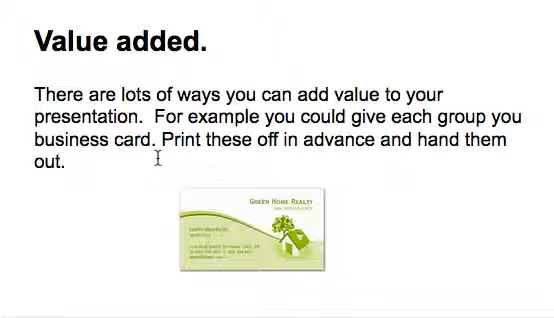 Value added.
There are lots of ways you can add value to your
presentation.  For example you could give each group you
business card. Print these off in advance and hand them
out.
GREEN HOME REALTY